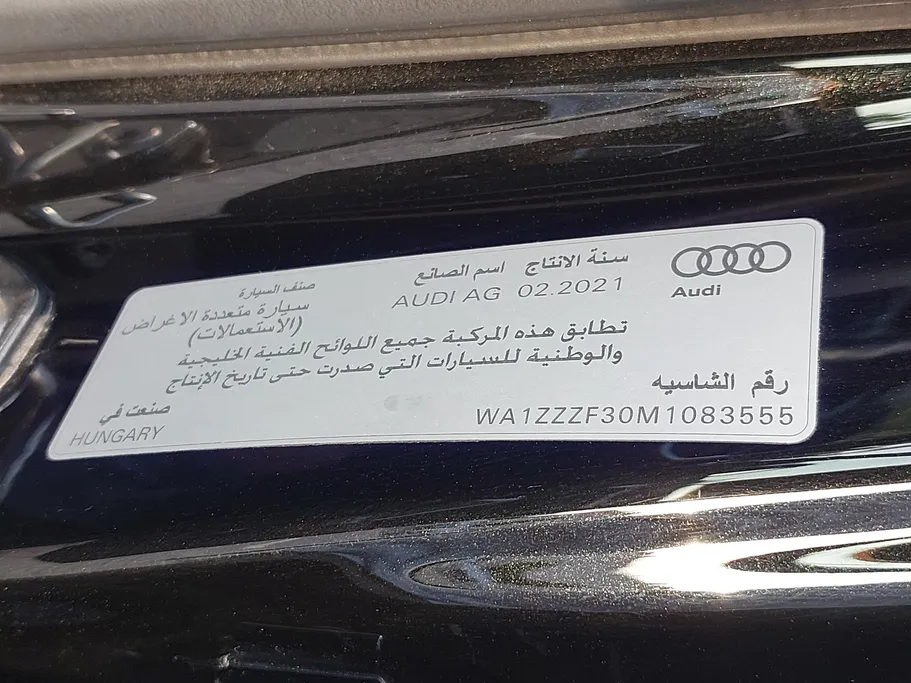 Audi
سنة الانتاج
02.2021
اسم الصانع
AUDI AG
صنف السيارة
سيارة متعددة الاغراض
(الاستعمالات)
تطابق هذه المركبة جميع اللوائح الفنية الخليجية
والوطنية للسيارات التي صدرت حتى تاريخ الإنتاج
رقم الشاسيه
WA1ZZZF30M1083555
صنعت في
HUNGARY